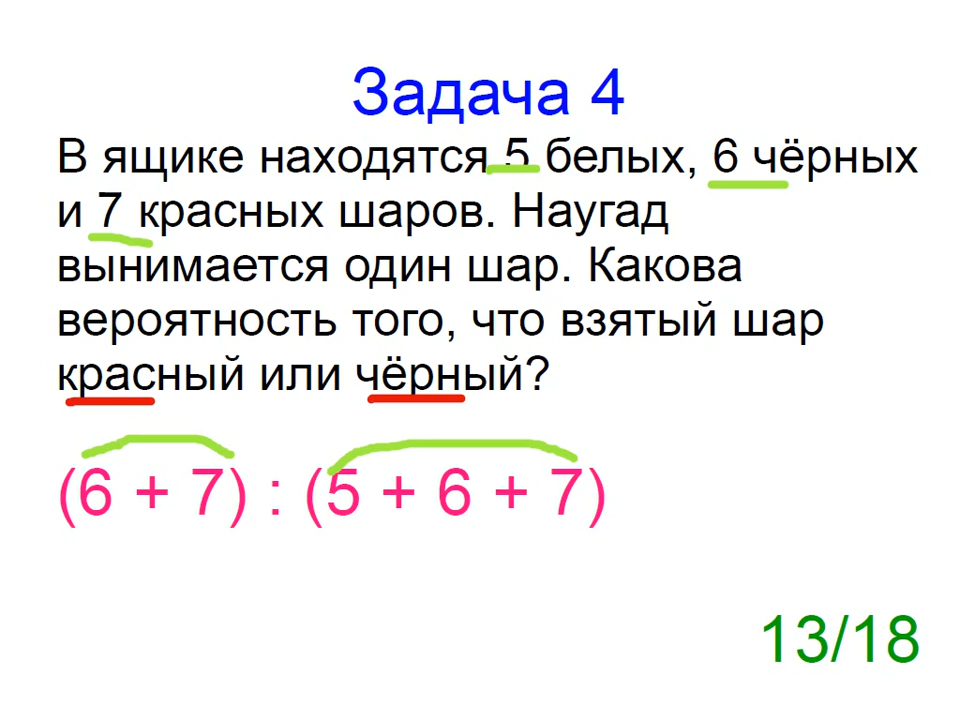 Задача 4
В ящике находятся 5 белых, 6 чёрных
и 7 красных шаров. Наугад
вынимается один шар. Какова
вероятность того, что взятый шар
красный или чёрный?
(6 + 7) : (5 + 6 + 7)
13/18